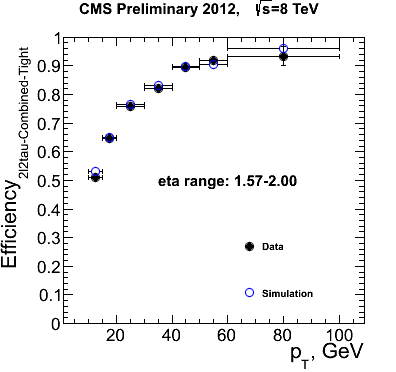 CMS Preliminary 2012, √s=8 TeV
Efficiency2l2tau-Combined-Tight
1
0.9
0.8
0.7
0.6
0.5
0.4
0.3
0.2
0.1
0
eta range: 1.57-2.00
Data
Simulation
20 40 60 80 100
pT, GeV